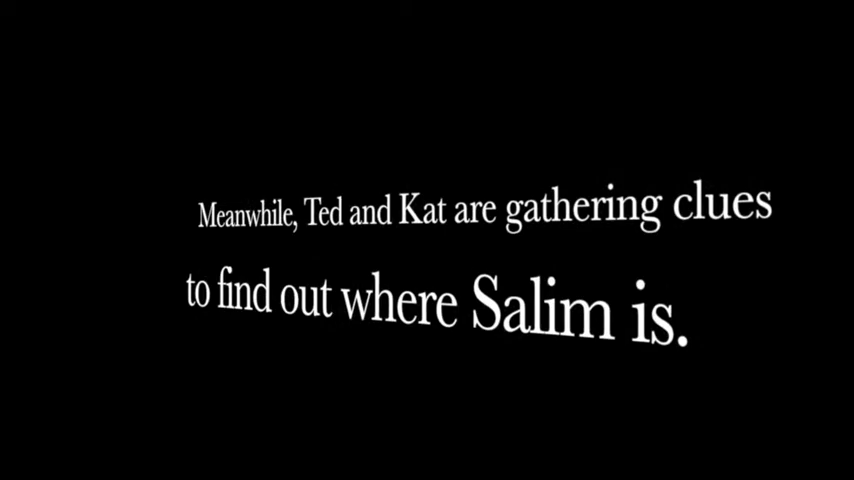 Meanwhile, Ted and Kat are gathering clues
to find out where Salim is.